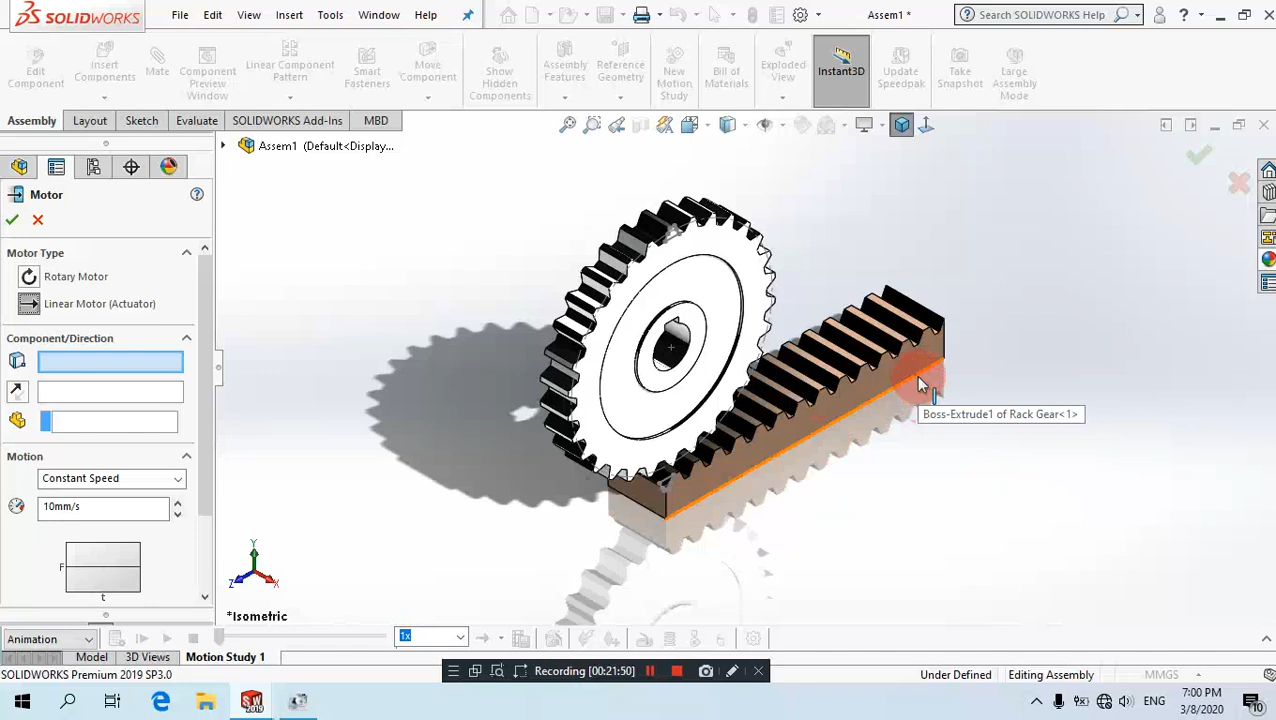 SOLIDWORKS File Edit View Insert Tools Window Help Assem1 * Search SOLIDWORKS Help ?
Edit Component
Insert Components
Mate
Component Preview Window
Linear Component Pattern
Smart Fasteners
Move Component
Show Hidden Components
Assembly Features
Reference Geometry
New Motion Study
Bill of Materials
Exploded View
Instant3D
Update Speedpak
Take Snapshot
Large Assembly Mode
Assembly Layout Sketch Evaluate SOLIDWORKS Add-Ins MBD
Assem1 (Default<Display...
Motor ?
Motor Type
Rotary Motor
Linear Motor (Actuator)
Component/Direction
Motion
Constant Speed
10mm/s
F
t
Boss-Extrude1 of Rack Gear<1>
Y
Z X
*Isometric
Animation 1x
Model 3D Views Motion Study 1
Recording [00:21:50]
SOLIDWORKS Premium 2019 SP3.0 Under Defined Editing Assembly MMGS
SW 2019
ENG
7:00 PM
3/8/2020
10